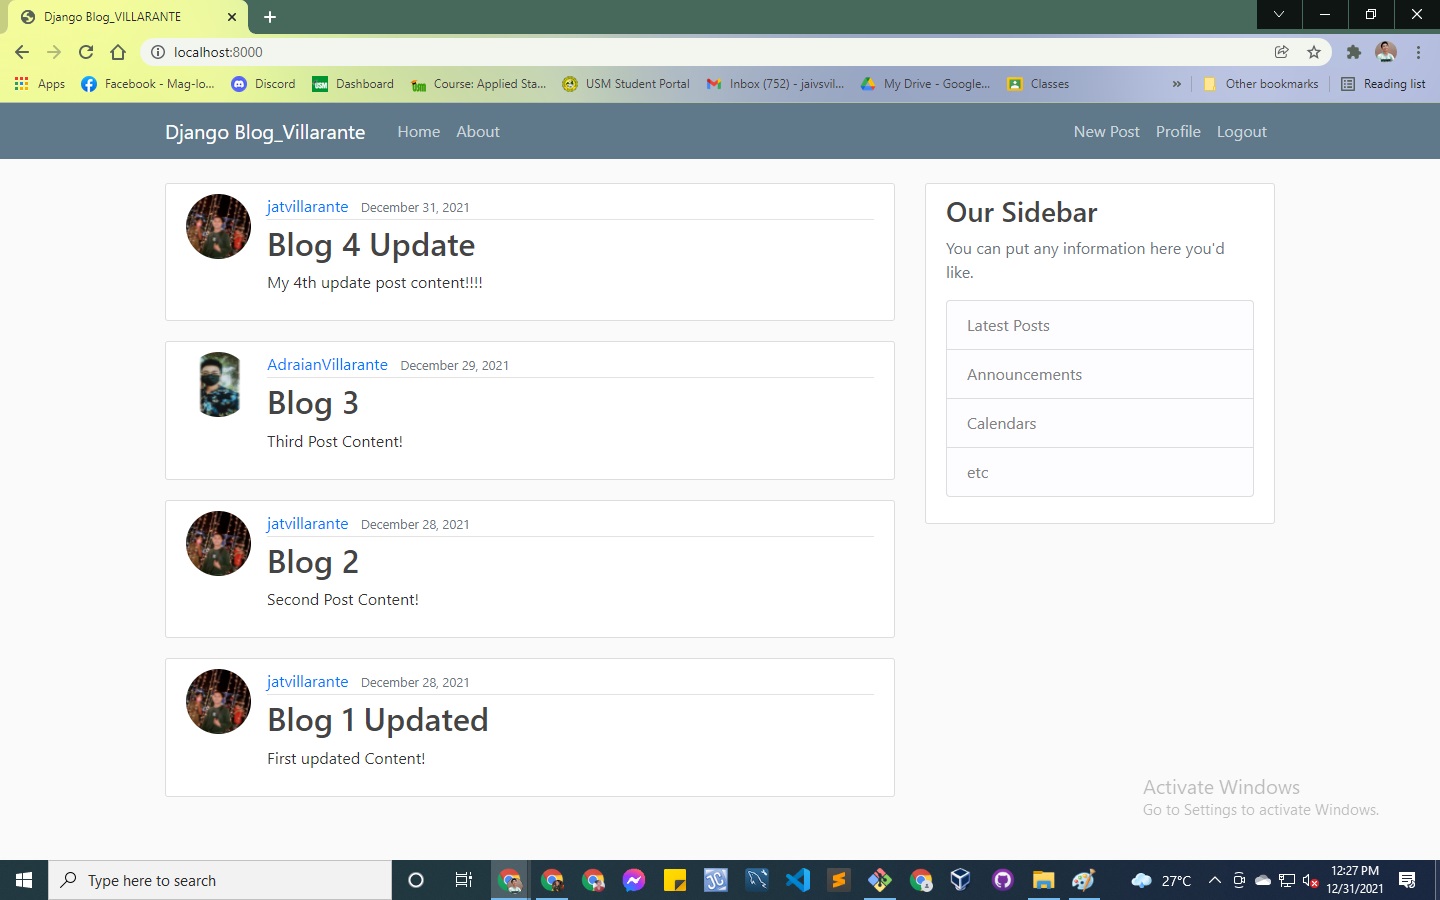 Django Blog_VILLARANTE
localhost:8000
Apps
Facebook - Mag-lo...
Discord
Dashboard
Course: Applied Sta...
USM Student Portal
Inbox (752) - jaivsvil...
My Drive - Google...
Classes
»
Other bookmarks
Reading list
Django Blog_Villarante
Home
About
New Post
Profile
Logout
jatvillarante December 31, 2021
Blog 4 Update
My 4th update post content!!!!
AdraianVillarante December 29, 2021
Blog 3
Third Post Content!
jatvillarante December 28, 2021
Blog 2
Second Post Content!
jatvillarante December 28, 2021
Blog 1 Updated
First updated Content!
Our Sidebar
You can put any information here you'd
like.
Latest Posts
Announcements
Calendars
etc
Activate Windows
Go to Settings to activate Windows.
Type here to search
27°C
12:27 PM
12/31/2021